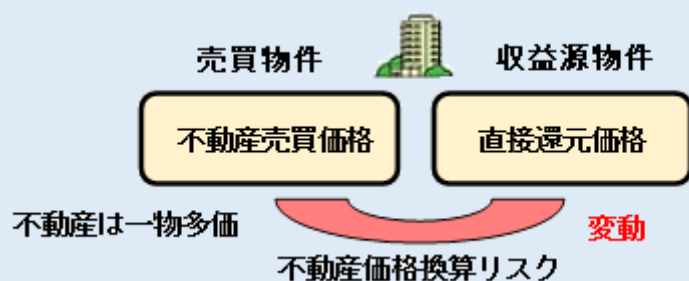 売買物件
収益源物件
不動産売買価格
直接還元価格
不動産は一物多価
変動
不動産価格換算リスク